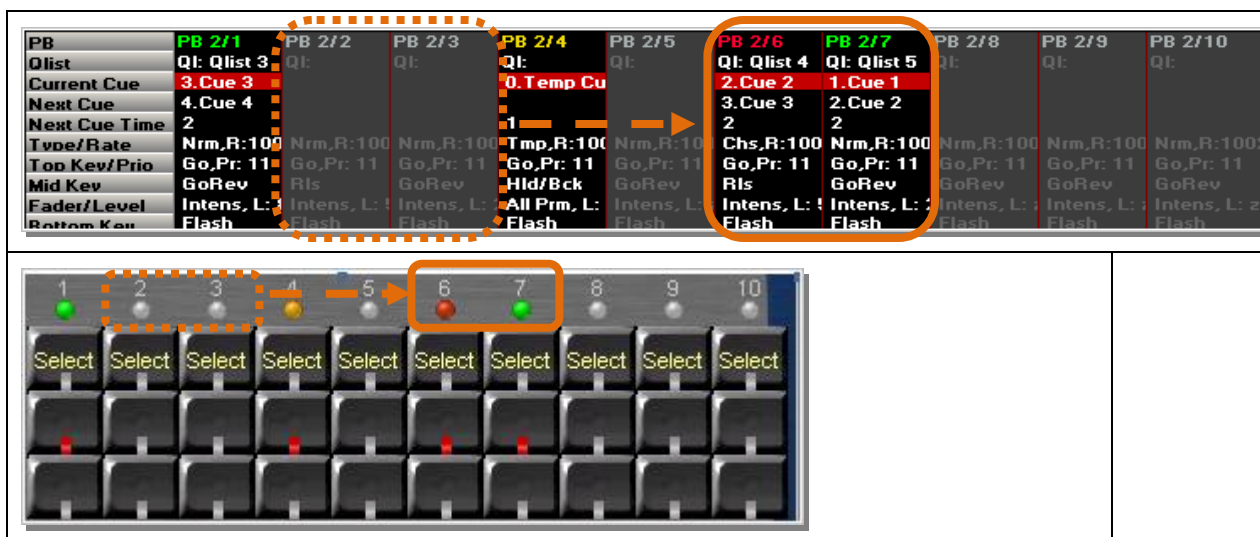 PB PB 2/1 PB 2/2 PB 2/3 PB 2/4 PB 2/5 PB 2/6 PB 2/7 PB 2/8 PB 2/9 PB 2/10
Qlist Ql: Qlist 3 Ql: Ql: Ql: Ql: Ql: Qlist 4 Ql: Qlist 5 Ql: Ql: Ql:
Current Cue 3.Cue 3 0.Temp Cu 2.Cue 2 1.Cue 1
Next Cue 4.Cue 4 3.Cue 3 2.Cue 2
Next Cue Time 2 1 2 2
Type/Rate Nrm,R:100 Nrm,R:100 Nrm,R:100 Tmp,R:100 Nrm,R:10 Chs,R:100 Nrm,R:100 Nrm,R:100 Nrm,R:100 Nrm,R:100
Top Key/Prio Go,Pr: 11 Go,Pr: 11 Go,Pr: 11 Go,Pr: 11 Go,Pr: 11 Go,Pr: 11 Go,Pr: 11 Go,Pr: 11 Go,Pr: 11 Go,Pr: 11
Mid Key GoRev Rls GoRev Hld/Bck GoRev Rls GoRev GoRev GoRev GoRev
Fader/Level Intens, L: Intens, L: Intens, L: All Prm, L: Intens, L: Intens, L: Intens, L: Intens, L: Intens, L: Intens, L:
Bottom Key Flash Flash Flash Flash Flash Flash Flash Flash Flash Flash
1 2 3 4 5 6 7 8 9 10
Select Select Select Select Select Select Select Select Select Select